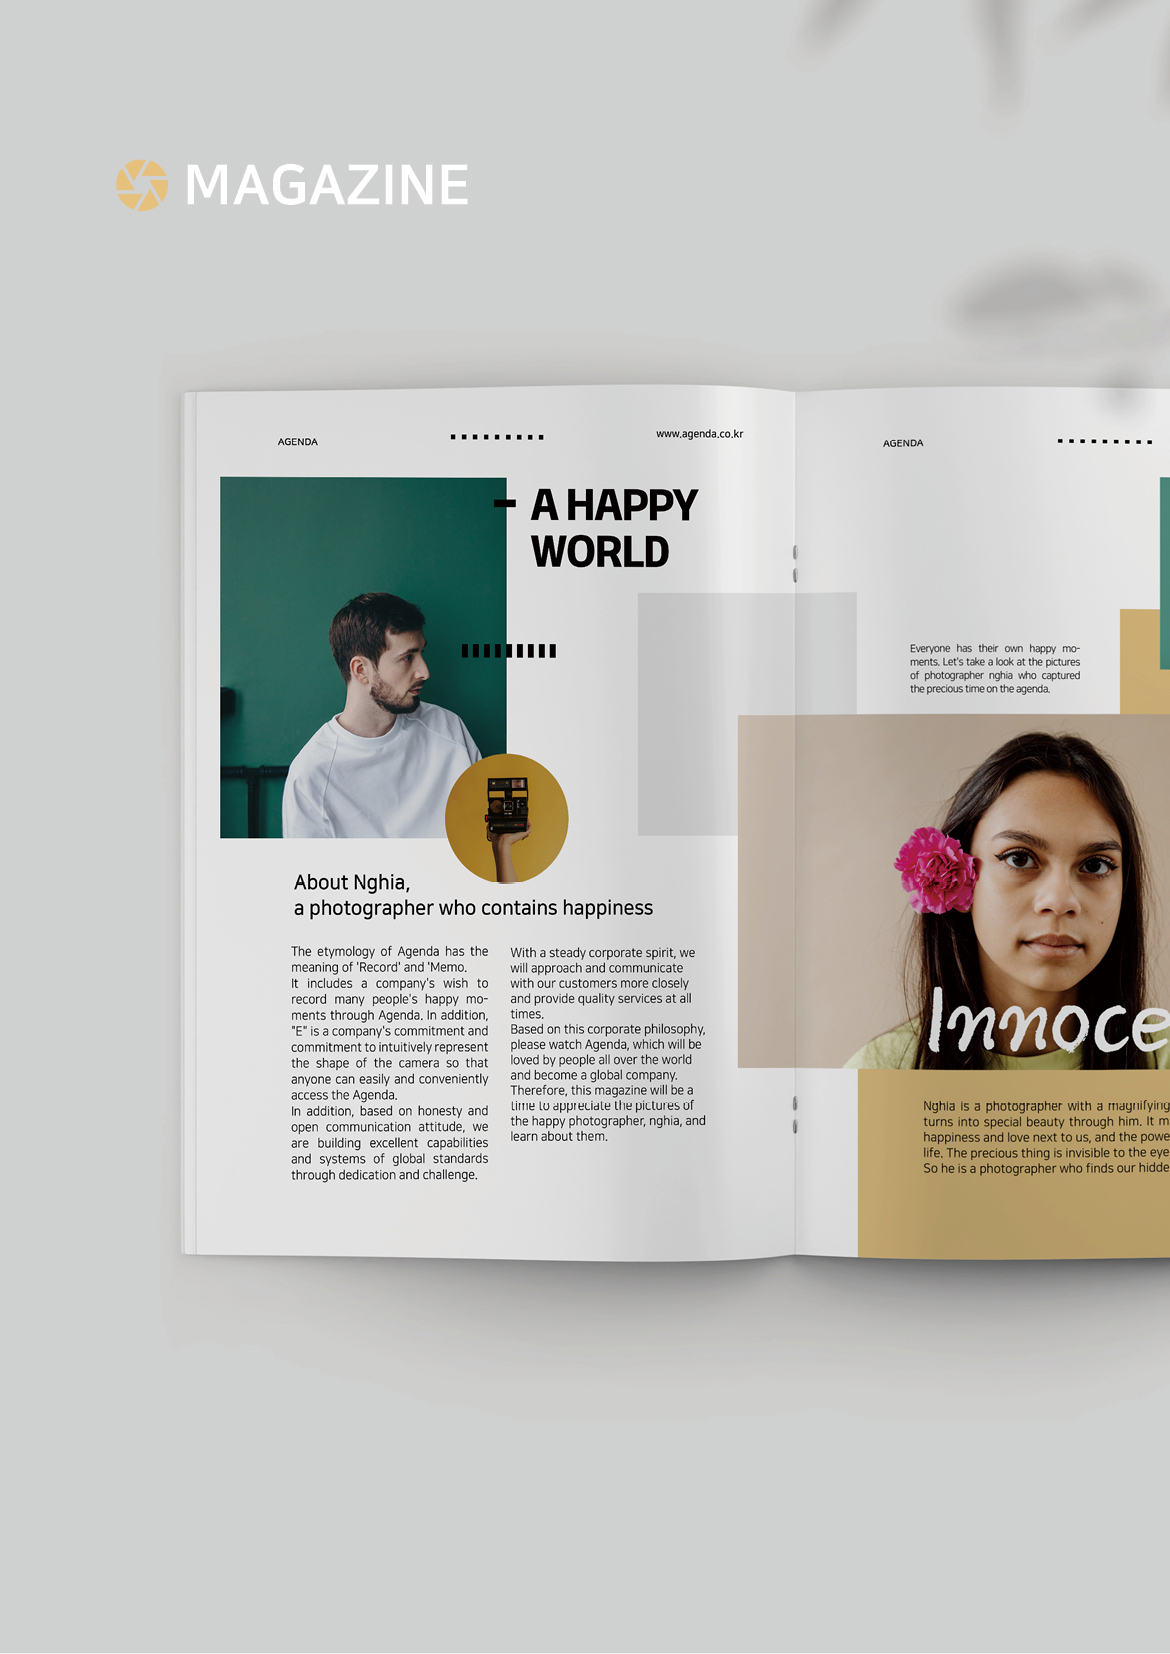 MAGAZINE
AGENDA
www.agenda.co.kr
– A HAPPY
WORLD
About Nghia,
a photographer who contains happiness
The etymology of Agenda has the
meaning of 'Record' and 'Memo.
It includes a company's wish to
record many people's happy mo-
ments through Agenda. In addition,
"E" is a company's commitment and
commitment to intuitively represent
the shape of the camera so that
anyone can easily and conveniently
access the Agenda.
In addition, based on honesty and
open communication attitude, we
are building excellent capabilities
and systems of global standards
through dedication and challenge.
With a steady corporate spirit, we
will approach and communicate
with our customers more closely
and provide quality services at all
times.
Based on this corporate philosophy,
please watch Agenda, which will be
loved by people all over the world
and become a global company.
Therefore, this magazine will be a
time to appreciate the pictures of
the happy photographer, nghia, and
learn about them.
AGENDA
Everyone has their own happy mo-
ments. Let's take a look at the pictures
of photographer nghia who captured
the precious time on the agenda.
Innoce
Nghia is a photographer with a magnifying
turns into special beauty through him. It m
happiness and love next to us, and the powe
life. The precious thing is invisible to the eye
So he is a photographer who finds our hidde